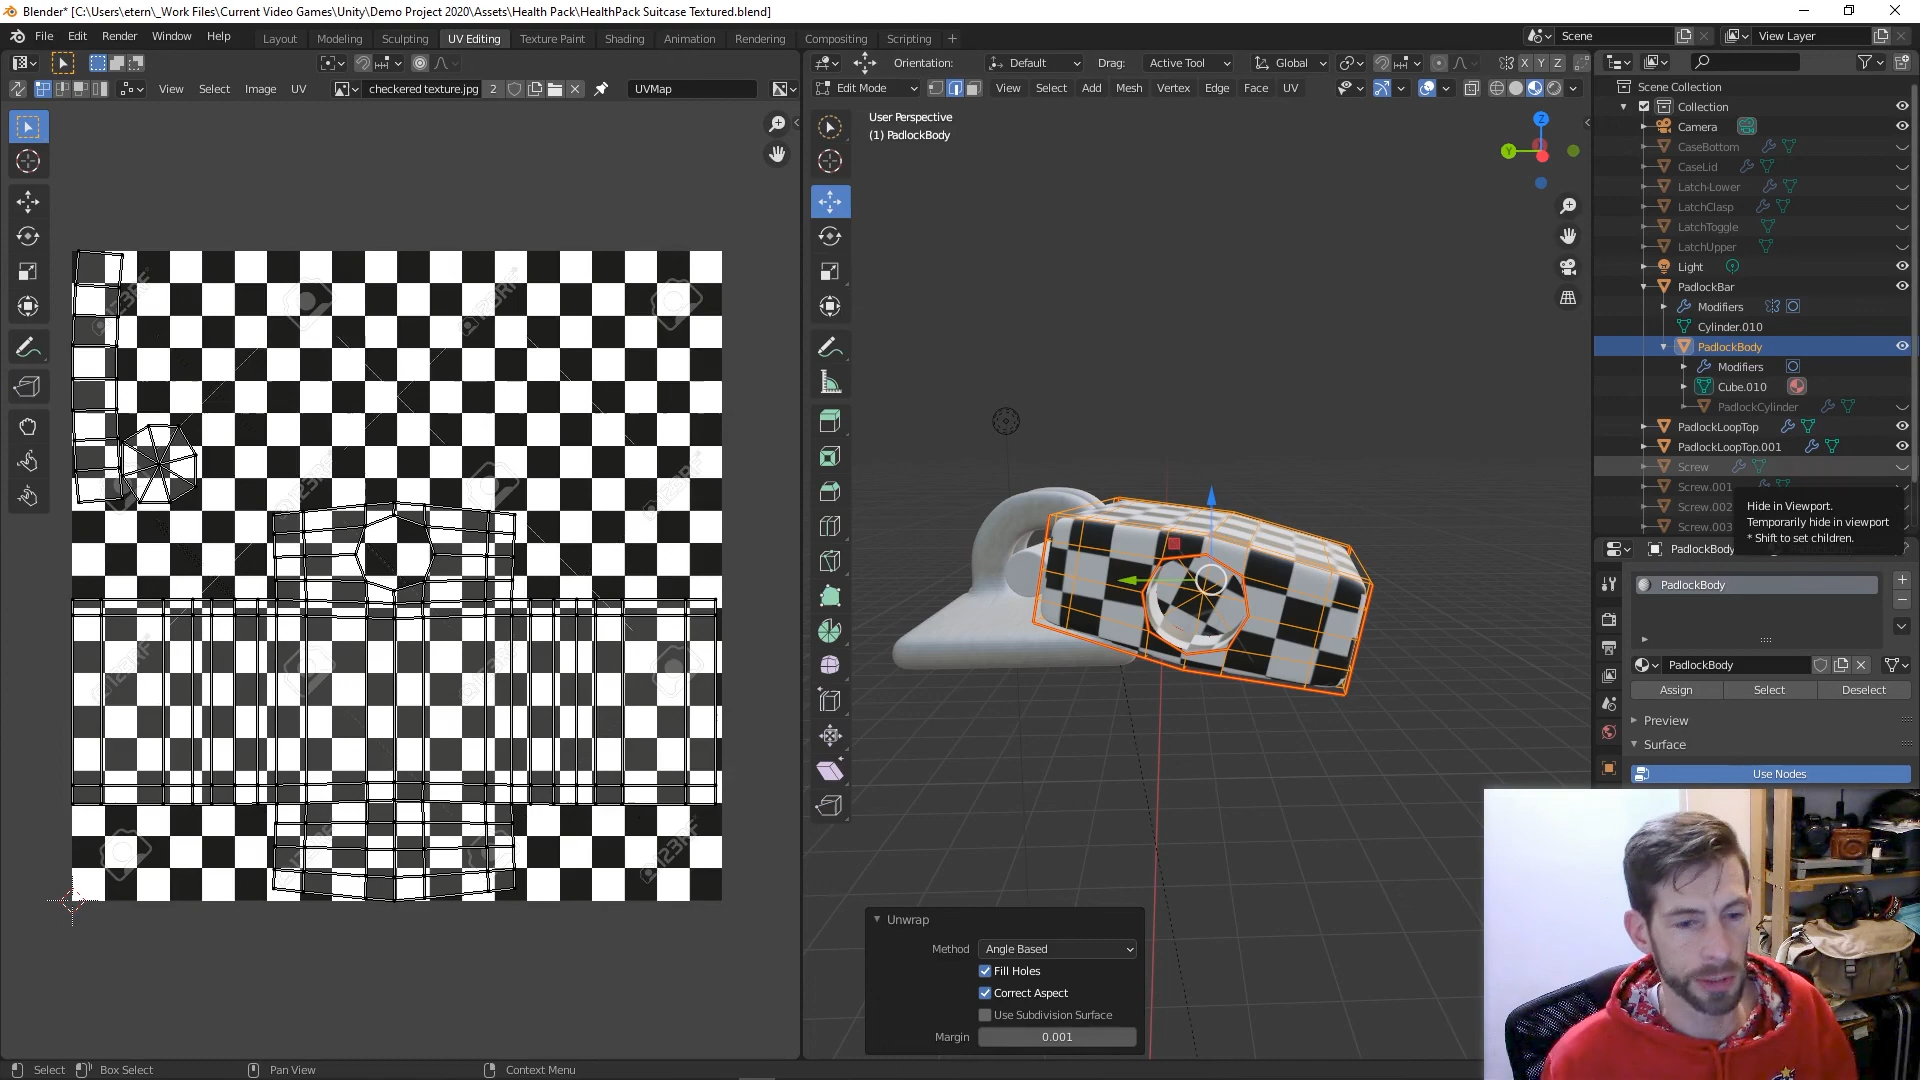 Blender* [C:\Users\etern\_Work Files\Current Video Games\Unity\Demo Project 2020\Assets\Health Pack\HealthPack Suitcase Textured.blend]
File Edit Render Window Help
Layout Modeling Sculpting UV Editing Texture Paint Shading Animation Rendering Compositing Scripting +
Scene
View Layer
Orientation: Default Drag: Active Tool Global X Y Z
View Select Image UV checkered texture.jpg 2 UVMap
Edit Mode View Select Add Mesh Vertex Edge Face UV
User Perspective
(1) PadlockBody
Z
Y
Scene Collection
Collection
Camera
CaseBottom
CaseLid
Latch-Lower
LatchClasp
LatchToggle
LatchUpper
Light
PadlockBar
Modifiers
Cylinder.010
PadlockBody
Modifiers
Cube.010
PadlockCylinder
PadlockLoopTop
PadlockLoopTop.001
Screw
Screw.001
Screw.002
Screw.003
Hide in Viewport.
Temporarily hide in viewport
* Shift to set children.
PadlockBody
PadlockBody
PadlockBody
Assign Select Deselect
Preview
Surface
Use Nodes
123RF
Unwrap
Method Angle Based
Fill Holes
Correct Aspect
Use Subdivision Surface
Margin 0.001
Select Box Select Pan View Context Menu